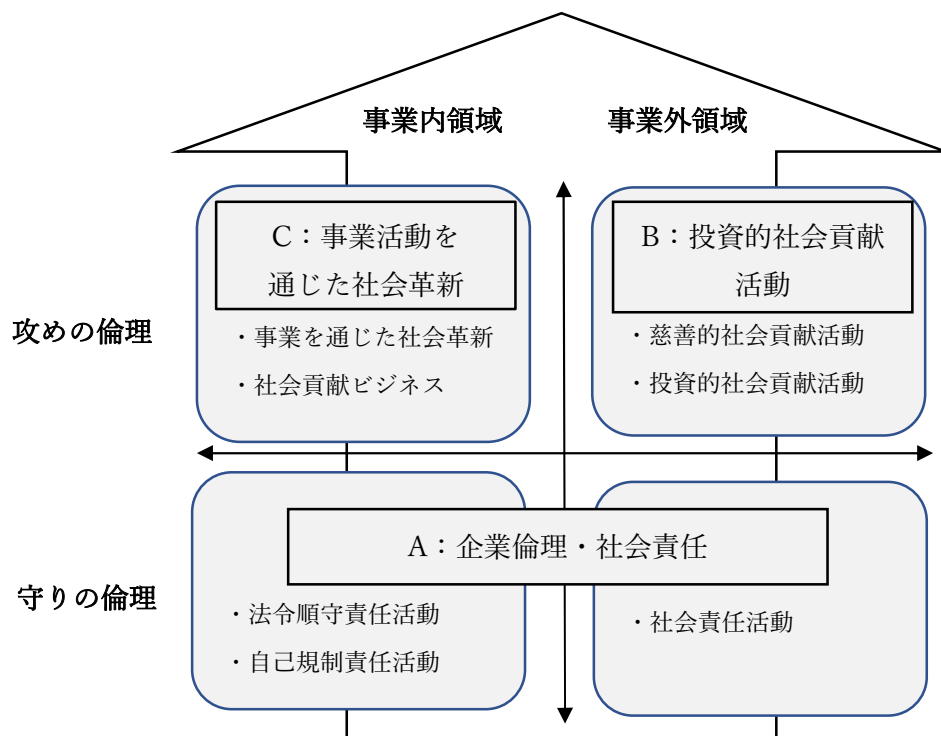 事業内領域
事業外領域
C：事業活動を
通じた社会革新
B：投資的社会貢献
活動
攻めの倫理
・事業を通じた社会革新
・社会貢献ビジネス
・慈善的社会貢献活動
・投資的社会貢献活動
A：企業倫理・社会責任
守りの倫理
・法令順守責任活動
・自己規制責任活動
・社会責任活動